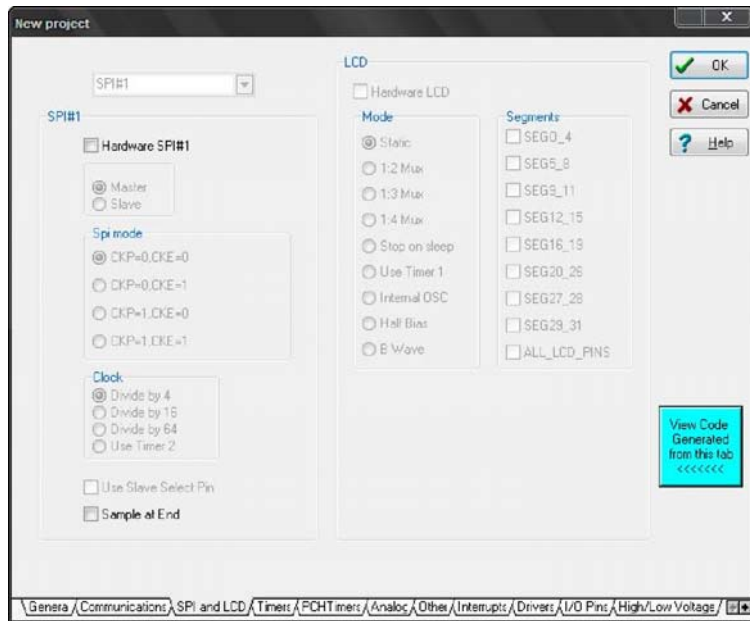 New project
X
SPI#1
SPI#1
Hardware SPI#1
Master
Slave
Spi mode
CKP=0,CKE=0
CKP=0,CKE=1
CKP=1,CKE=0
CKP=1,CKE=1
Clock
Divide by 4
Divide by 16
Divide by 64
Use Timer 2
Use Slave Select Pin
Sample at End
LCD
Hardware LCD
Mode
Static
1:2 Mux
1:3 Mux
1:4 Mux
Stop on sleep
Use Timer 1
Internal OSC
Half Bias
B Wave
Segments
SEG0_4
SEG5_8
SEG9_11
SEG12_15
SEG16_19
SEG20_26
SEG27_28
SEG29_31
ALL_LCD_PINS
OK
Cancel
? Help
View Code
Generated
from this tab
<<<<<<<
Genera Communications SPI and LCD Timers PCHTimers Analog Other Interrupts Drivers I/O Pins High/Low Voltage